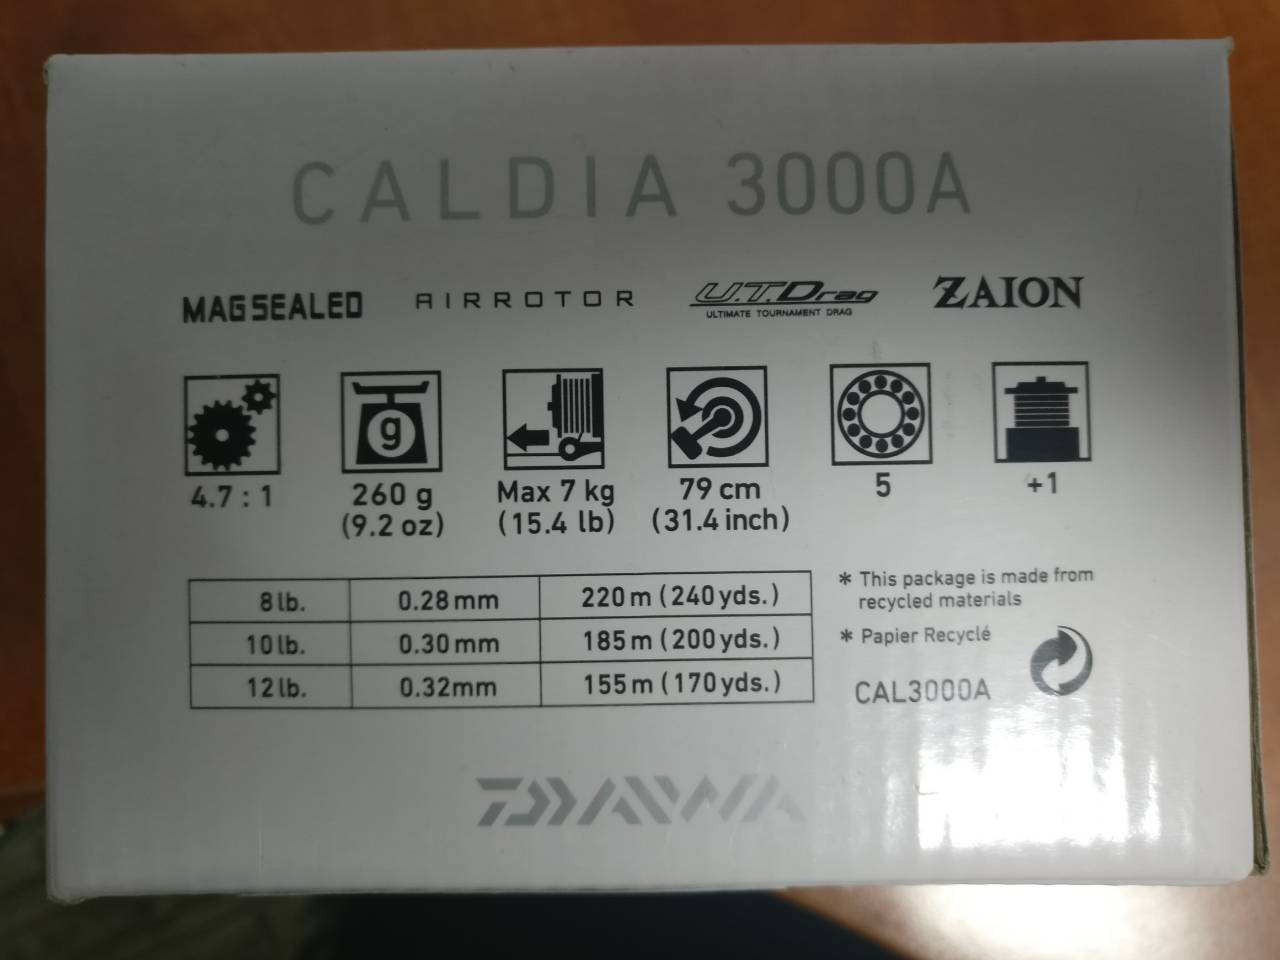 CALDIA 3000A
MAGSEALED AIRROTOR U.T.Drag ZAION
ULTIMATE TOURNAMENT DRAG
g
4.7 : 1 260 g Max 7 kg 79 cm 5 +1
(9.2 oz) (15.4 lb) (31.4 inch)
8 lb. 0.28 mm 220 m (240 yds.)
10 lb. 0.30 mm 185 m (200 yds.)
12 lb. 0.32mm 155 m (170 yds.)
* This package is made from
recycled materials
* Papier Recyclé
CAL3000A
DAIWA